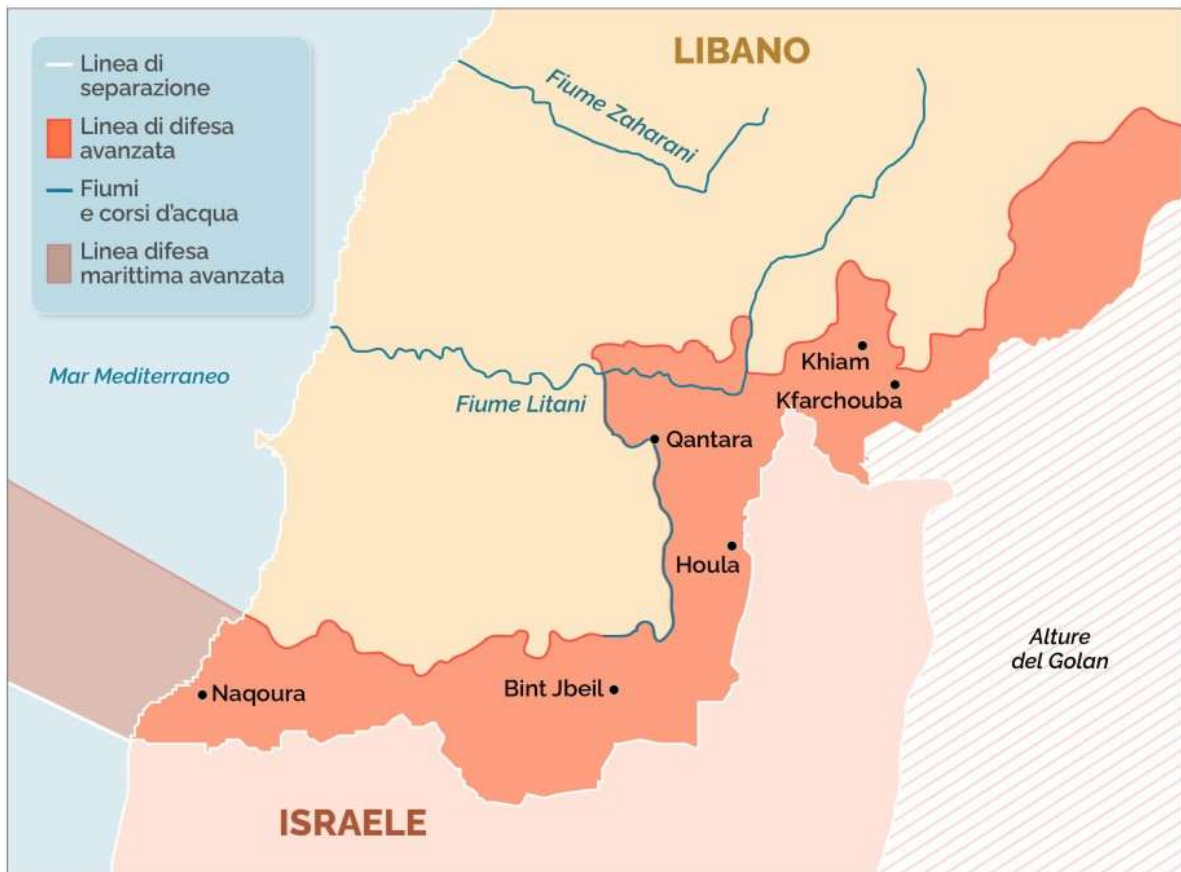 Linea di
separazione
Linea di difesa
avanzata
Fiumi
e corsi d'acqua
Linea difesa
marittima avanzata
LIBANO
Fiume Zaharani
Mar Mediterraneo
Fiume Litani
Khiam
Kfarchouba
Qantara
Houla
Alture
del Golan
Naqoura
Bint Jbeil
ISRAELE